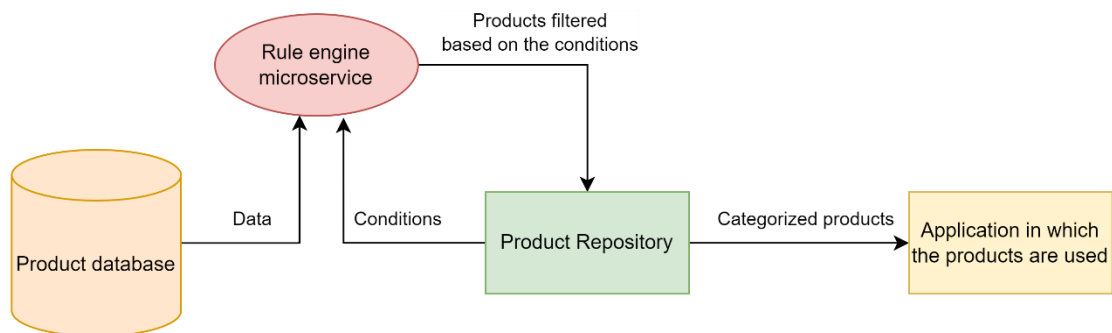 Products filtered
based on the conditions
Rule engine
microservice
Data
Conditions
Categorized products
Product database
Product Repository
Application in which
the products are used